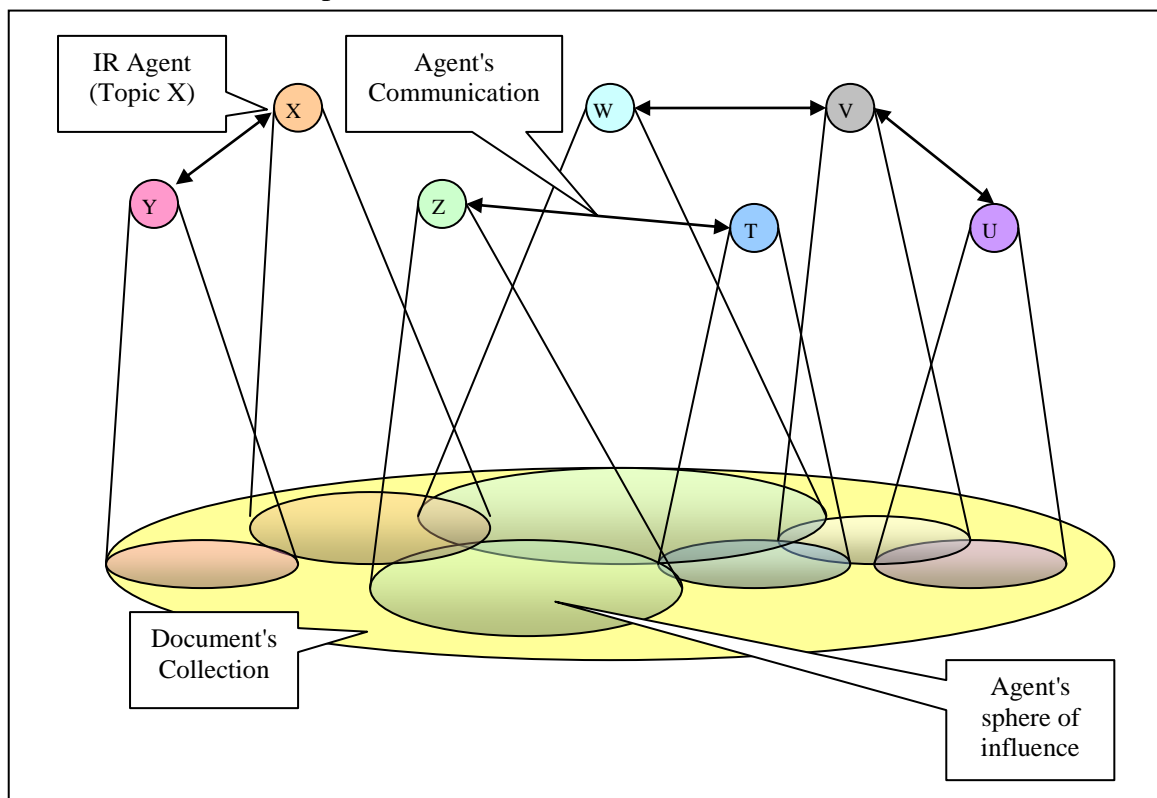 IR Agent
(Topic X)
Agent's
Communication
X
W
V
Y
Z
T
U
Document's
Collection
Agent's
sphere of
influence